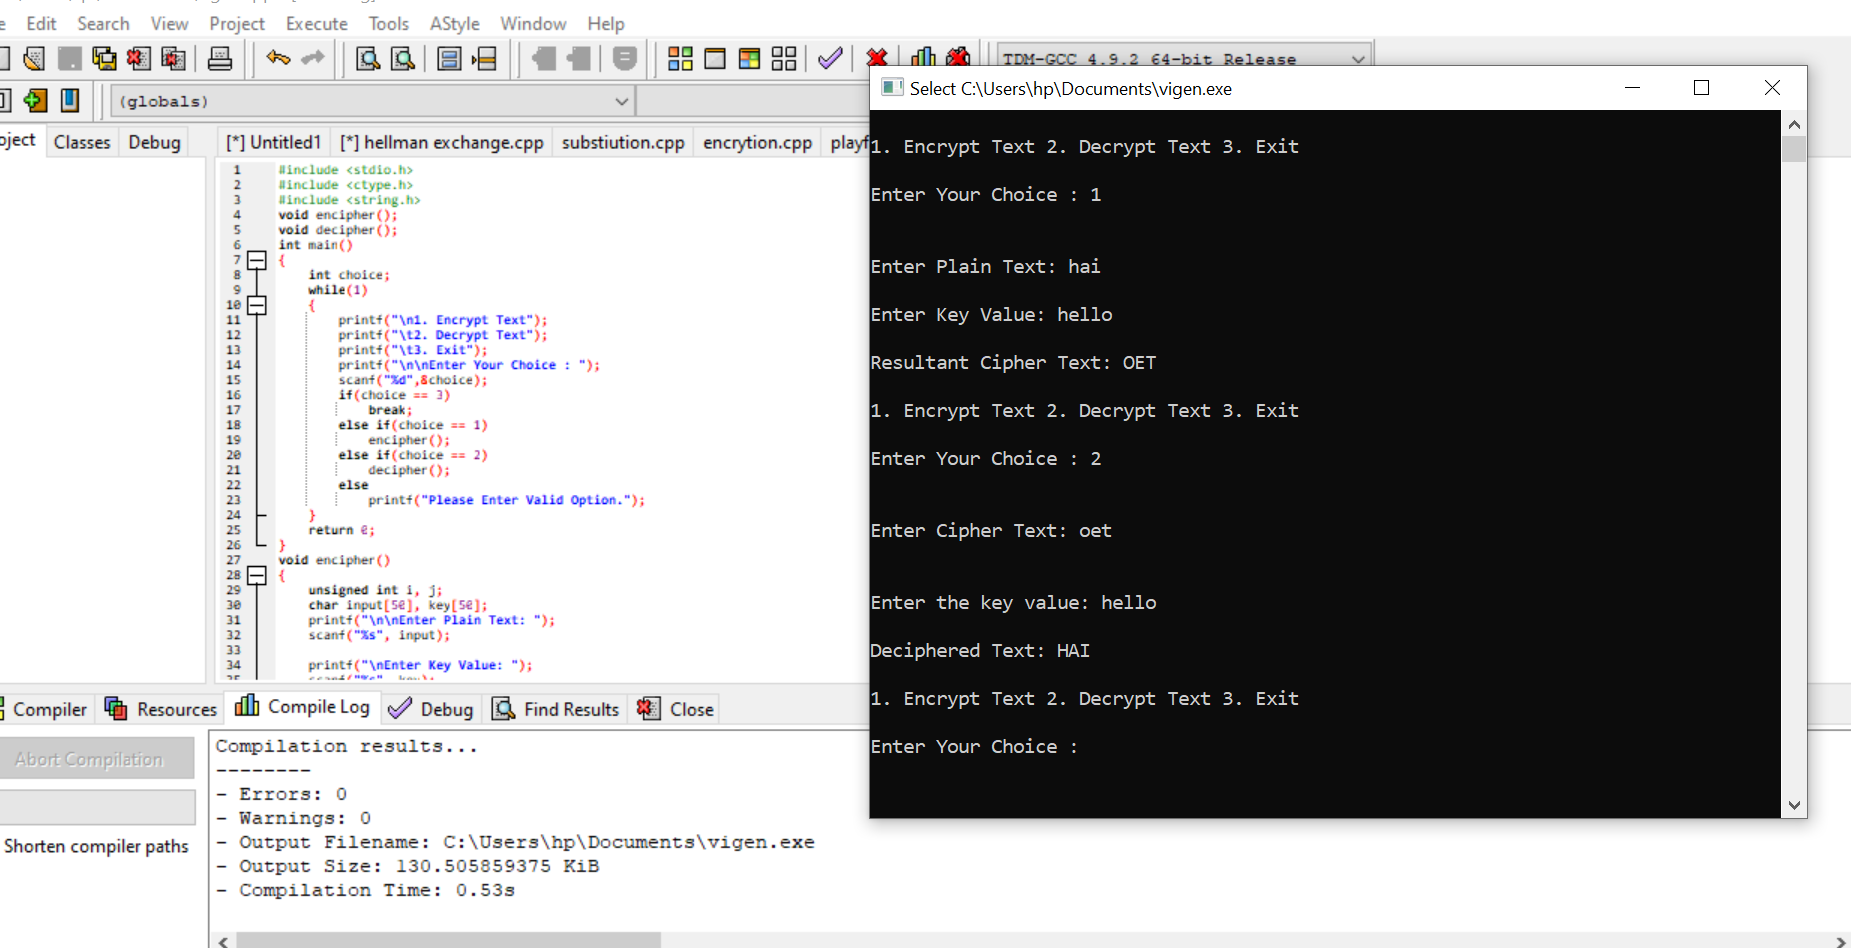 Edit Search View Project Execute Tools AStyle Window Help
TDM-GCC 4.9.2 64-bit Release
(globals)
Classes Debug
[*] Untitled1 [*] hellman exchange.cpp substiution.cpp encrytion.cpp playf
1 #include <stdio.h>
2 #include <ctype.h>
3 #include <string.h>
4 void encipher();
5 void decipher();
6 int main()
7 {
8 int choice;
9 while(1)
10 {
11 printf("\n1. Encrypt Text");
12 printf("\t2. Decrypt Text");
13 printf("\t3. Exit");
14 printf("\n\nEnter Your Choice : ");
15 scanf("%d",&choice);
16 if(choice == 3)
17 break;
18 else if(choice == 1)
19 encipher();
20 else if(choice == 2)
21 decipher();
22 else
23 printf("Please Enter Valid Option.");
24 }
25 return 0;
26 }
27 void encipher()
28 {
29 unsigned int i, j;
30 char input[50], key[50];
31 printf("\n\nEnter Plain Text: ");
32 scanf("%s", input);
33
34 printf("\nEnter Key Value: ");
Select C:\Users\hp\Documents\vigen.exe
1. Encrypt Text 2. Decrypt Text 3. Exit
Enter Your Choice : 1
Enter Plain Text: hai
Enter Key Value: hello
Resultant Cipher Text: OET
1. Encrypt Text 2. Decrypt Text 3. Exit
Enter Your Choice : 2
Enter Cipher Text: oet
Enter the key value: hello
Deciphered Text: HAI
1. Encrypt Text 2. Decrypt Text 3. Exit
Enter Your Choice :
Compiler Resources Compile Log Debug Find Results Close
Abort Compilation
Shorten compiler paths
Compilation results...
--------
- Errors: 0
- Warnings: 0
- Output Filename: C:\Users\hp\Documents\vigen.exe
- Output Size: 130.505859375 KiB
- Compilation Time: 0.53s